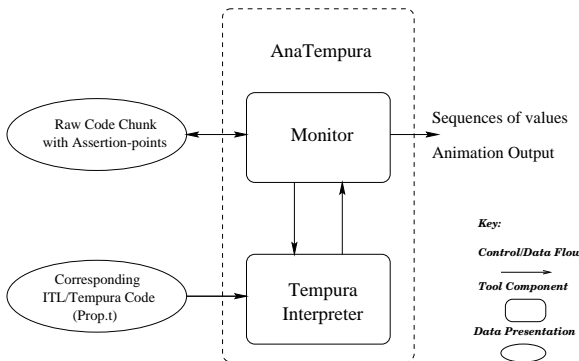 AnaTempura
Raw Code Chunk
with Assertion-points
Monitor
Sequences of values
Animation Output
Corresponding
ITL/Tempura Code
(Prop.t)
Tempura
Interpreter
Key:
Control/Data Flow
Tool Component
Data Presentation